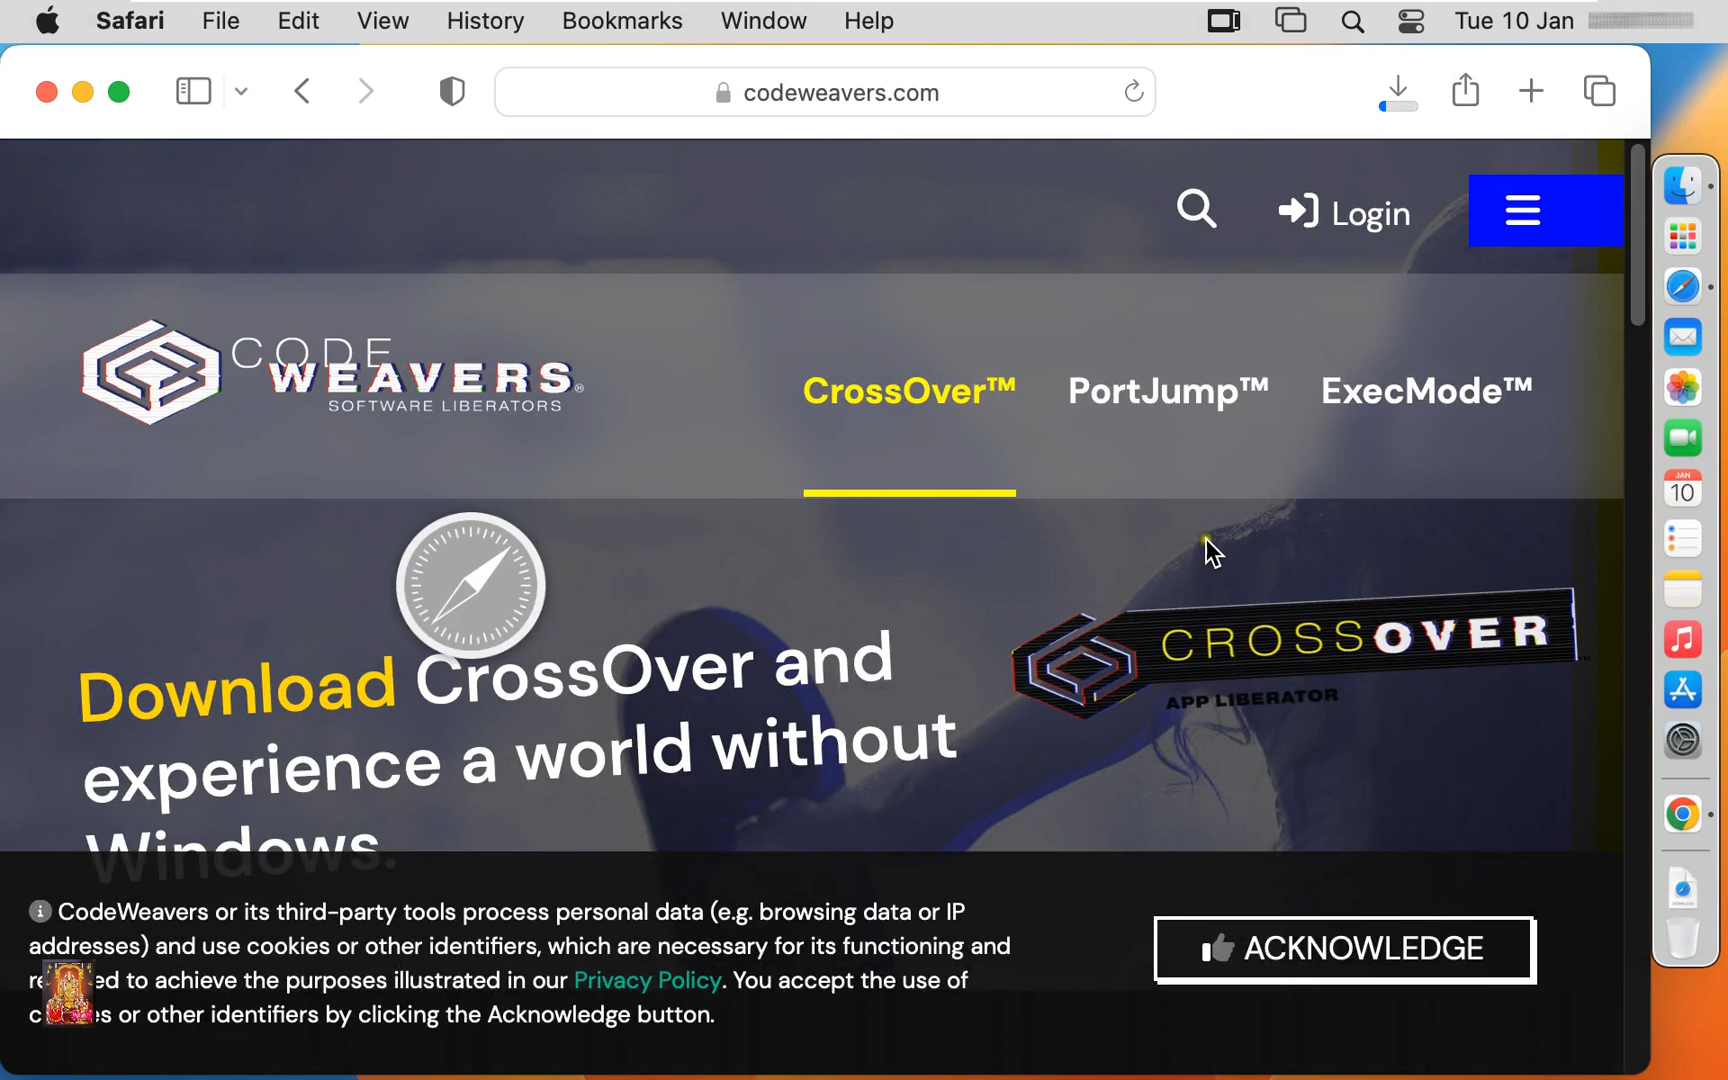 Safari File Edit View History Bookmarks Window Help Tue 10 Jan
codeweavers.com
Login
CODE
WEAVERS®
SOFTWARE LIBERATORS
CrossOver™ PortJump™ ExecMode™
JAN
10
CROSSOVER
APP LIBERATOR
Download CrossOver and
experience a world without
Windows.
CodeWeavers or its third-party tools process personal data (e.g. browsing data or IP
addresses) and use cookies or other identifiers, which are necessary for its functioning and
ed to achieve the purposes illustrated in our Privacy Policy. You accept the use of
s or other identifiers by clicking the Acknowledge button.
ACKNOWLEDGE